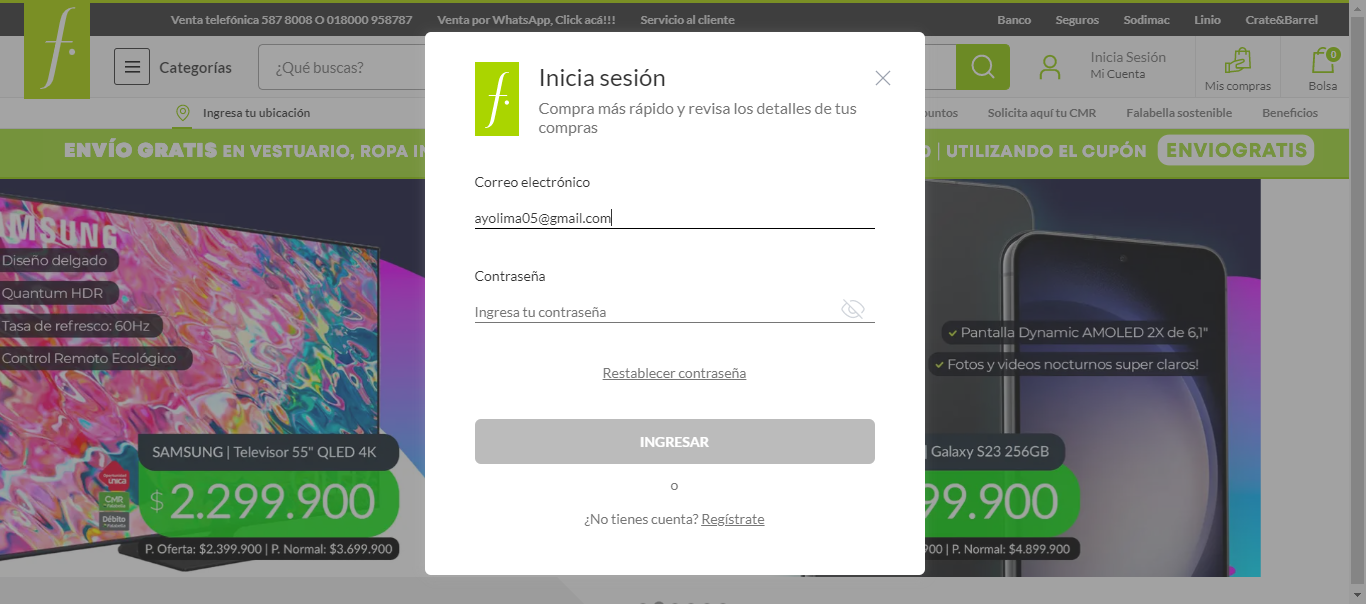 Venta telefónica 587 8008 O 018000 958787
Venta por WhatsApp, Click acá!!!
Servicio al cliente
Banco
Seguros
Sodimac
Linio
Crate&Barrel
f.
Categorías
¿Qué buscas?
Inicia Sesión
Mi Cuenta
Mis compras
0
Bolsa
Ingresa tu ubicación
Solicita aquí tu CMR
Falabella sostenible
Beneficios
ENVÍO GRATIS EN VESTUARIO, ROPA
| UTILIZANDO EL CUPÓN ENVIOGRATIS
f.
Inicia sesión
Compra más rápido y revisa los detalles de tus
compras
Correo electrónico
ayolima05@gmail.com
Contraseña
Ingresa tu contraseña
Restablecer contraseña
INGRESAR
o
¿No tienes cuenta? Regístrate
SAMSUNG
Diseño delgado
Quantum HDR
Tasa de refresco: 60Hz
Control Remoto Ecológico
SAMSUNG | Televisor 55" QLED 4K
única
CMR
Débito
$ 2.299.900
P. Oferta: $2.399.900 | P. Normal: $3.699.900
Pantalla Dynamic AMOLED 2X de 6,1"
Fotos y videos nocturnos super claros!
| Galaxy S23 256GB
99.900
900 | P. Normal: $4.899.900